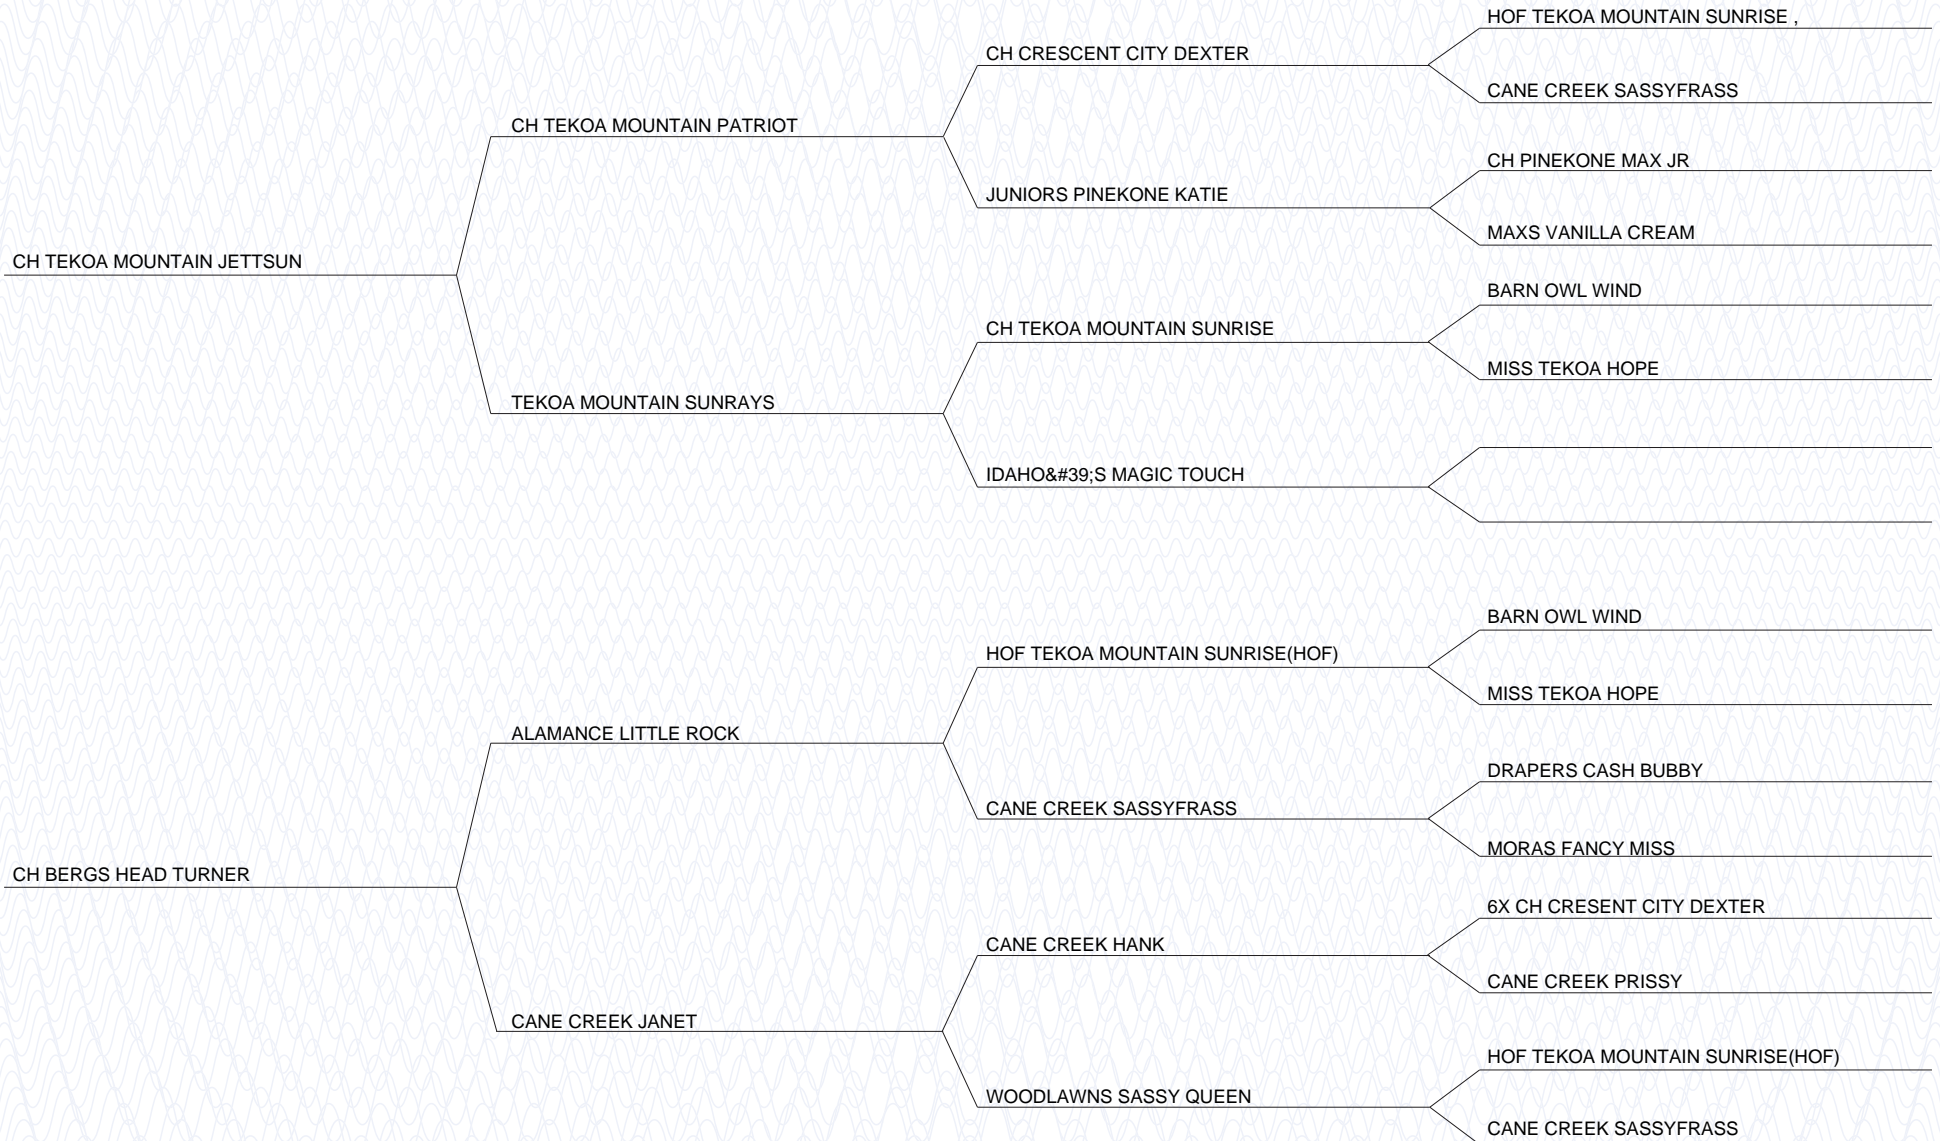 HOF TEKOA MOUNTAIN SUNRISE ,
CH CRESCENT CITY DEXTER
CANE CREEK SASSYFRASS
CH TEKOA MOUNTAIN PATRIOT
CH PINEKONE MAX JR
JUNIORS PINEKONE KATIE
MAXS VANILLA CREAM
CH TEKOA MOUNTAIN JETTSUN
BARN OWL WIND
CH TEKOA MOUNTAIN SUNRISE
MISS TEKOA HOPE
TEKOA MOUNTAIN SUNRAYS
IDAHO&#39;S MAGIC TOUCH
BARN OWL WIND
HOF TEKOA MOUNTAIN SUNRISE(HOF)
MISS TEKOA HOPE
ALAMANCE LITTLE ROCK
DRAPERS CASH BUBBY
CANE CREEK SASSYFRASS
MORAS FANCY MISS
CH BERGS HEAD TURNER
6X CH CRESENT CITY DEXTER
CANE CREEK HANK
CANE CREEK PRISSY
CANE CREEK JANET
HOF TEKOA MOUNTAIN SUNRISE(HOF)
WOODLAWNS SASSY QUEEN
CANE CREEK SASSYFRASS